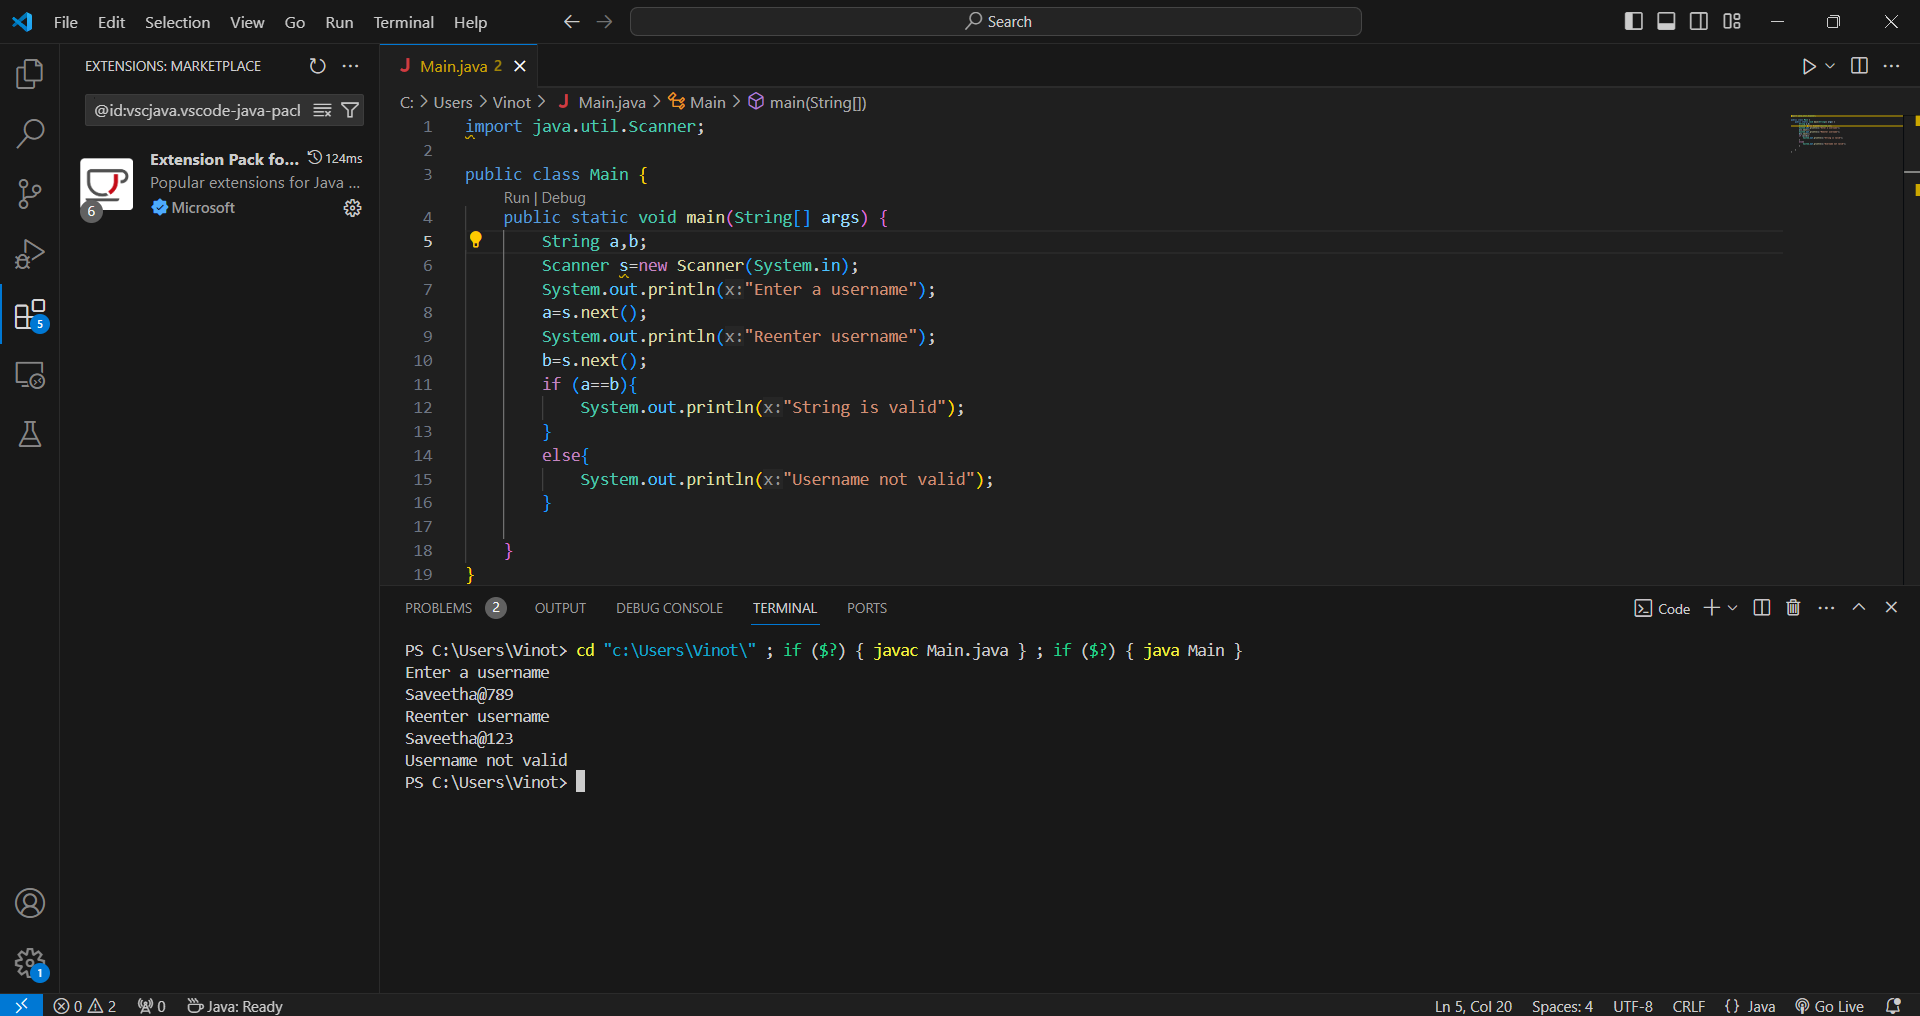 File Edit Selection View Go Run Terminal Help
Search
EXTENSIONS: MARKETPLACE
@id:vscjava.vscode-java-pacl
Extension Pack fo... 124ms
Popular extensions for Java ...
Microsoft
6
5
1
Main.java 2
C: > Users > Vinot > Main.java > Main > main(String[])
1 import java.util.Scanner;
2
3 public class Main {
Run | Debug
4 public static void main(String[] args) {
5 String a,b;
6 Scanner s=new Scanner(System.in);
7 System.out.println(x:"Enter a username");
8 a=s.next();
9 System.out.println(x:"Reenter username");
10 b=s.next();
11 if (a==b){
12 System.out.println(x:"String is valid");
13 }
14 else{
15 System.out.println(x:"Username not valid");
16 }
17
18 }
19 }
PROBLEMS 2 OUTPUT DEBUG CONSOLE TERMINAL PORTS
Code
PS C:\Users\Vinot> cd "c:\Users\Vinot\" ; if ($?) { javac Main.java } ; if ($?) { java Main }
Enter a username
Saveetha@789
Reenter username
Saveetha@123
Username not valid
PS C:\Users\Vinot>
0 2 0 Java: Ready
Ln 5, Col 20 Spaces: 4 UTF-8 CRLF {} Java Go Live